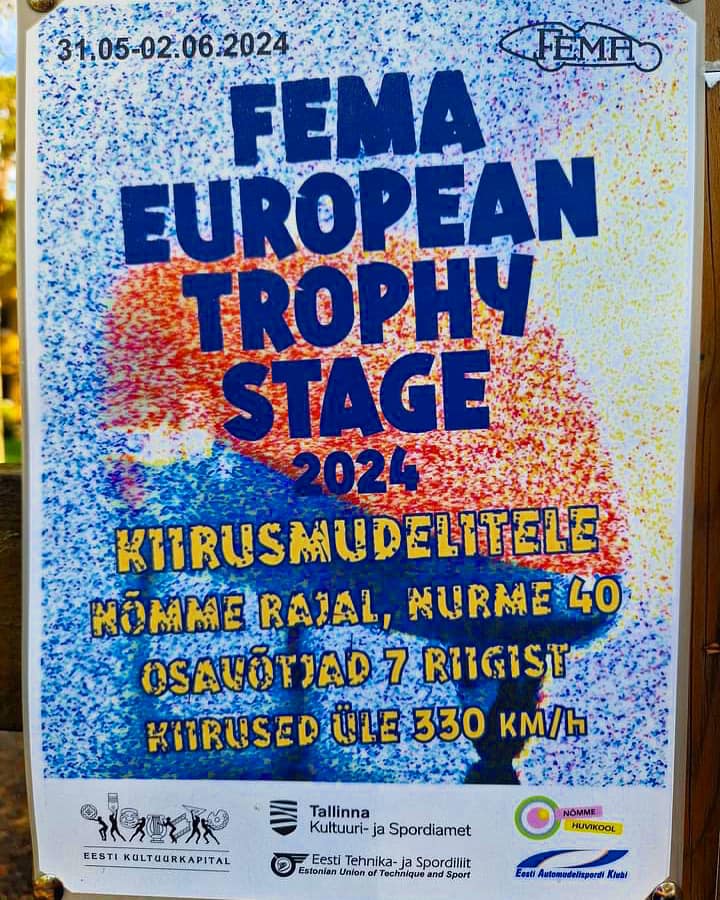 31.05-02.06.2024
FEMA
FEMA
EUROPEAN
TROPHY
STAGE
2024
KIIRUSMUDELITELE
NÕMME RAJAL, NURME 40
OSAVÕTJAD 7 RIIGIST
KIIRUSED ÜLE 330 KM/H
EESTI KULTUURKAPITAL
Tallinna
Kultuuri- ja Spordiamet
Eesti Tehnika- ja Spordiliit
Estonian Union of Technique and Sport
NÕMME
HUVIKOOL
Eesti Automudelispordi Klubi